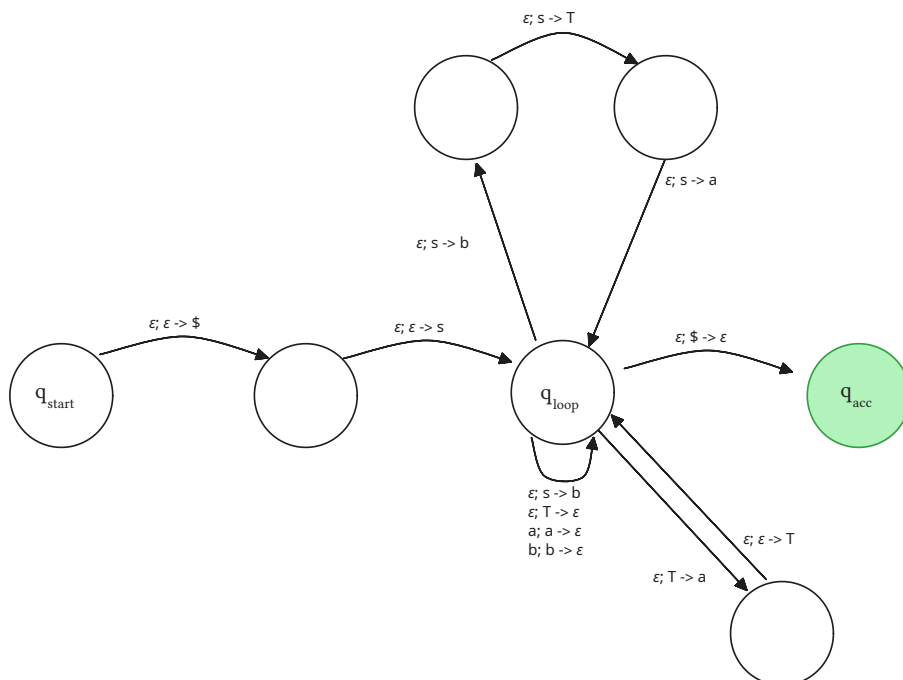 ε; s -> T
ε; s -> a
ε; s -> b
ε; ε -> $
ε; ε -> s
ε; $ -> ε
q_start
q_loop
q_acc
ε; s -> b
ε; T -> ε
a; a -> ε
b; b -> ε
ε; ε -> T
ε; T -> a